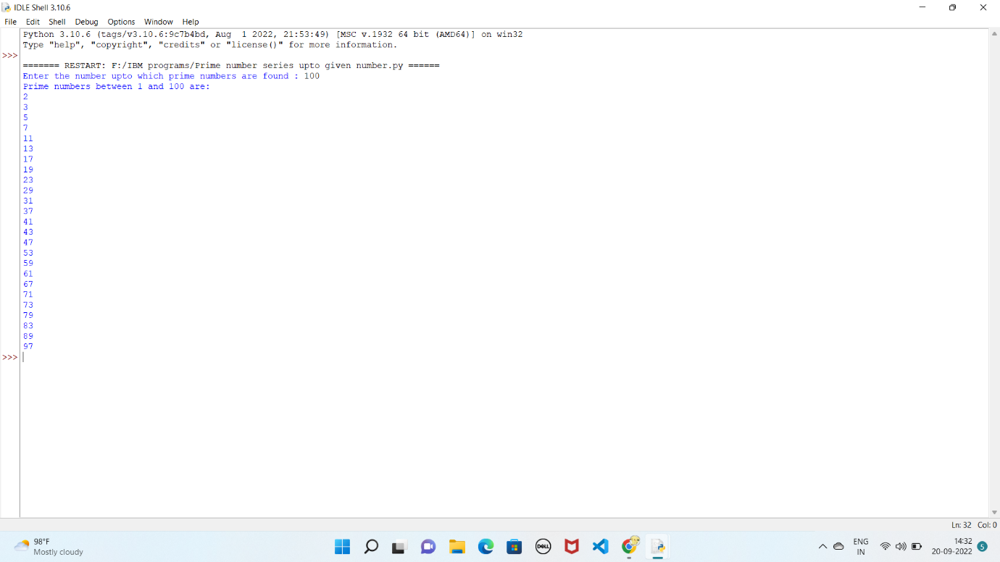 IDLE Shell 3.10.6
File Edit Shell Debug Options Window Help
Python 3.10.6 (tags/v3.10.6:9c7b4bd, Aug  1 2022, 21:53:49) [MSC v.1932 64 bit (AMD64)] on win32
Type "help", "copyright", "credits" or "license()" for more information.
>>>
======= RESTART: F:/IBM programs/Prime number series upto given number.py ======
Enter the number upto which prime numbers are found : 100
Prime numbers between 1 and 100 are:
2
3
5
7
11
13
17
19
23
29
31
37
41
43
47
53
59
61
67
71
73
79
83
89
97
>>>
Ln: 32 Col: 0
98°F
Mostly cloudy
DELL
ENG
IN
14:32
20-09-2022
5